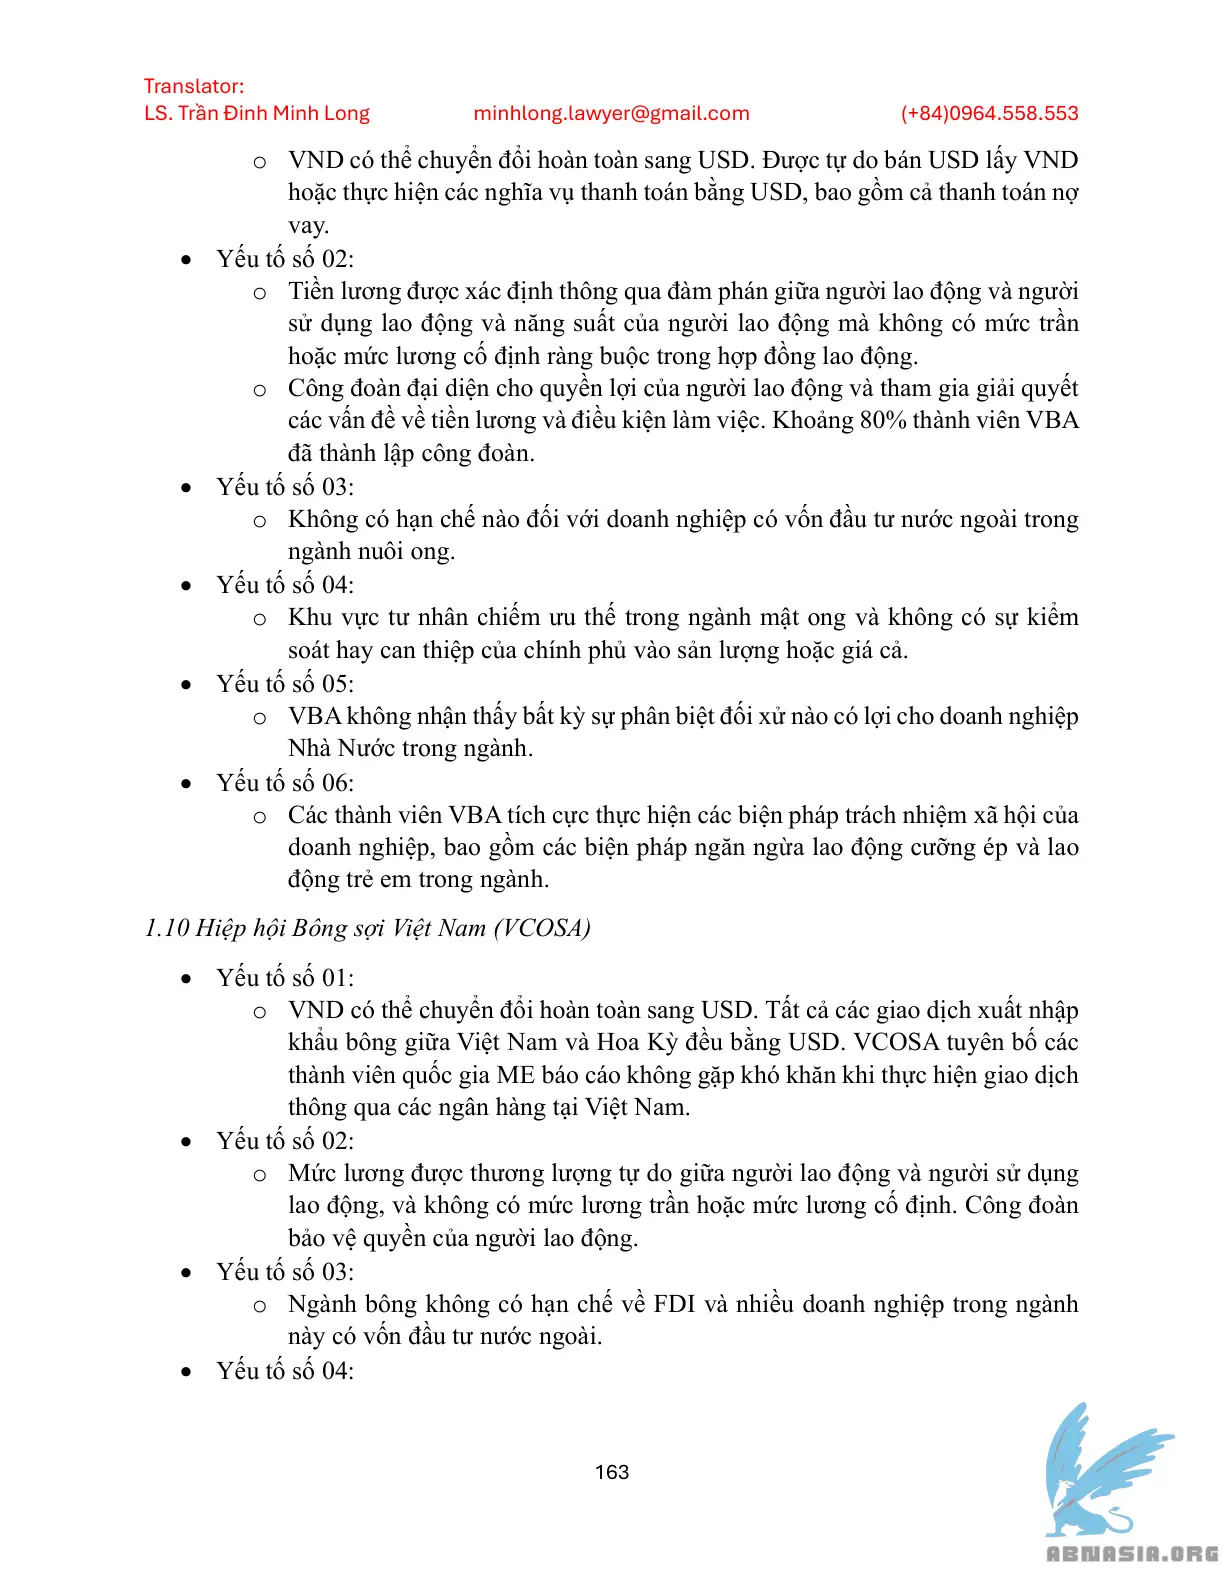 Translator:
LS. Trần Đình Minh Long minhlong.lawyer@gmail.com (+84)0964.558.553
o VND có thể chuyển đổi hoàn toàn sang USD. Được tự do bán USD lấy VND
hoặc thực hiện các nghĩa vụ thanh toán bằng USD, bao gồm cả thanh toán nợ
vay.
• Yếu tố số 02:
o Tiền lương được xác định thông qua đàm phán giữa người lao động và người
sử dụng lao động và năng suất của người lao động mà không có mức trần
hoặc mức lương cố định ràng buộc trong hợp đồng lao động.
o Công đoàn đại diện cho quyền lợi của người lao động và tham gia giải quyết
các vấn đề về tiền lương và điều kiện làm việc. Khoảng 80% thành viên VBA
đã thành lập công đoàn.
• Yếu tố số 03:
o Không có hạn chế nào đối với doanh nghiệp có vốn đầu tư nước ngoài trong
ngành nuôi ong.
• Yếu tố số 04:
o Khu vực tư nhân chiếm ưu thế trong ngành mật ong và không có sự kiểm
soát hay can thiệp của chính phủ vào sản lượng hoặc giá cả.
• Yếu tố số 05:
o VBA không nhận thấy bất kỳ sự phân biệt đối xử nào có lợi cho doanh nghiệp
Nhà Nước trong ngành.
• Yếu tố số 06:
o Các thành viên VBA tích cực thực hiện các biện pháp trách nhiệm xã hội của
doanh nghiệp, bao gồm các biện pháp ngăn ngừa lao động cưỡng ép và lao
động trẻ em trong ngành.
1.10 Hiệp hội Bông sợi Việt Nam (VCOSA)
• Yếu tố số 01:
o VND có thể chuyển đổi hoàn toàn sang USD. Tất cả các giao dịch xuất nhập
khẩu bông giữa Việt Nam và Hoa Kỳ đều bằng USD. VCOSA tuyên bố các
thành viên quốc gia ME báo cáo không gặp khó khăn khi thực hiện giao dịch
thông qua các ngân hàng tại Việt Nam.
• Yếu tố số 02:
o Mức lương được thương lượng tự do giữa người lao động và người sử dụng
lao động, và không có mức lương trần hoặc mức lương cố định. Công đoàn
bảo vệ quyền của người lao động.
• Yếu tố số 03:
o Ngành bông không có hạn chế về FDI và nhiều doanh nghiệp trong ngành
này có vốn đầu tư nước ngoài.
• Yếu tố số 04:
163
ABNASIA.ORG